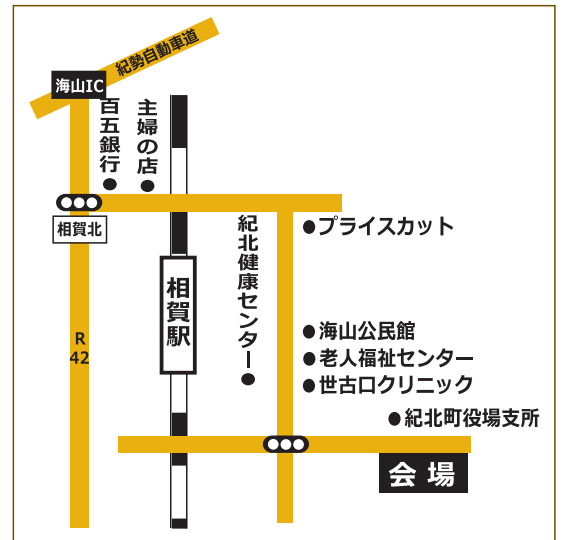 紀勢自動車道
海山IC
百五銀行
主婦の店
相賀北
プライスカット
紀北健康センター
相賀駅
R
42
海山公民館
老人福祉センター
世古口クリニック
紀北町役場支所
会場